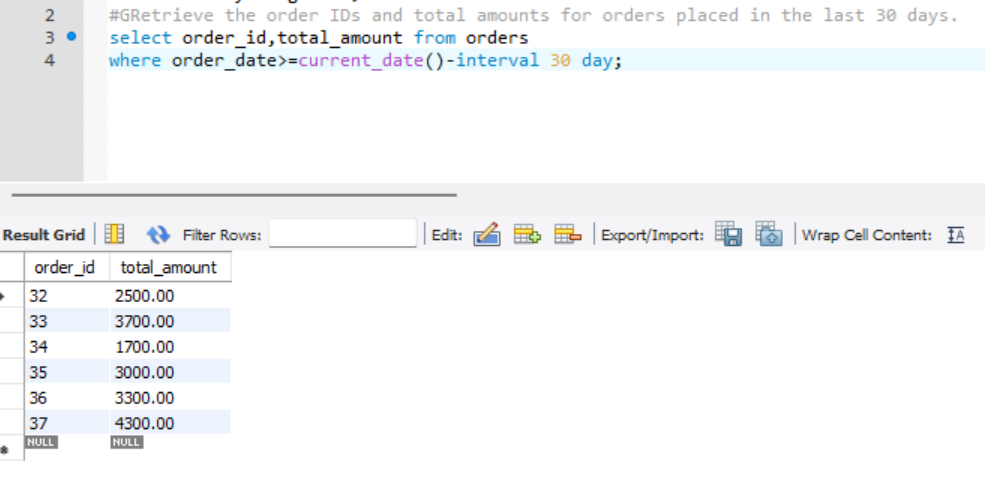 2 #GRetrieve the order IDs and total amounts for orders placed in the last 30 days.
3 select order_id,total_amount from orders
4 where order_date>=current_date()-interval 30 day;
Result Grid Filter Rows: Edit: Export/Import: Wrap Cell Content: IA
order_id total_amount
32 2500.00
33 3700.00
34 1700.00
35 3000.00
36 3300.00
37 4300.00
NULL NULL